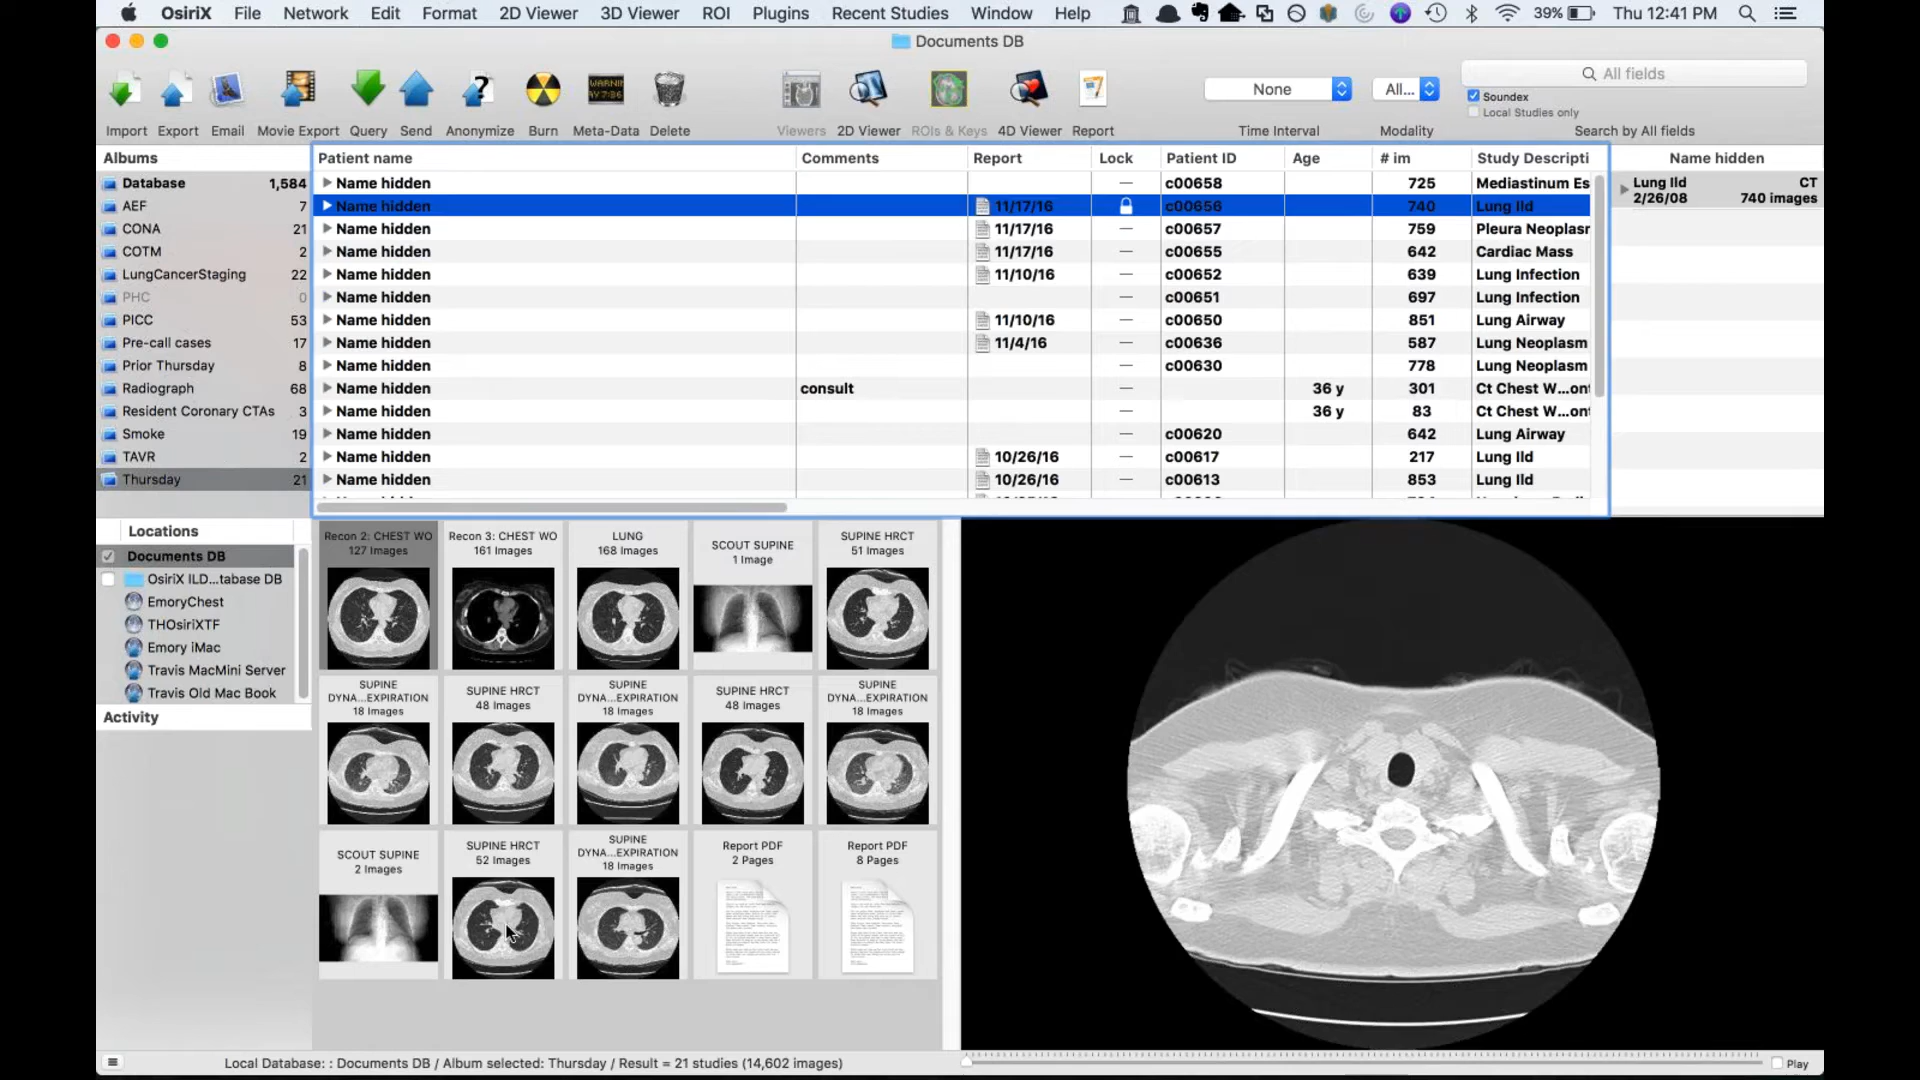 OsiriX File Network Edit Format 2D Viewer 3D Viewer ROI Plugins Recent Studies Window Help 39% Thu 12:41 PM
Documents DB
None All... All fields
Soundex
Local Studies only
Import Export Email Movie Export Query Send Anonymize Burn Meta-Data Delete Viewers 2D Viewer ROIs & Keys 4D Viewer Report Time Interval Modality Search by All fields
Albums
Database 1,584
AEF 7
CONA 21
COTM 2
LungCancerStaging 22
PHC 0
PICC 53
Pre-call cases 17
Prior Thursday 8
Radiograph 68
Resident Coronary CTAs 3
Smoke 19
TAVR 2
Thursday 21
Patient name Comments Report Lock Patient ID Age # im Study Descripti
Name hidden — c00658 725 Mediastinum Es
Name hidden 11/17/16 c00656 740 Lung Ild
Name hidden 11/17/16 — c00657 759 Pleura Neoplasr
Name hidden 11/17/16 — c00655 642 Cardiac Mass
Name hidden 11/10/16 — c00652 639 Lung Infection
Name hidden — c00651 697 Lung Infection
Name hidden 11/10/16 — c00650 851 Lung Airway
Name hidden 11/4/16 — c00636 587 Lung Neoplasm
Name hidden — c00630 778 Lung Neoplasm
Name hidden consult — 36 y 301 Ct Chest W...ont
Name hidden — 36 y 83 Ct Chest W...ont
Name hidden — c00620 642 Lung Airway
Name hidden 10/26/16 — c00617 217 Lung Ild
Name hidden 10/26/16 — c00613 853 Lung Ild
Name hidden
Lung Ild CT
2/26/08 740 images
Locations
Documents DB
OsiriX ILD...tabase DB
EmoryChest
THOsiriXTF
Emory iMac
Travis MacMini Server
Travis Old Mac Book
Activity
Recon 2: CHEST WO
127 Images
Recon 3: CHEST WO
161 Images
LUNG
168 Images
SCOUT SUPINE
1 Image
SUPINE HRCT
51 Images
SUPINE
DYNA...EXPIRATION
18 Images
SUPINE HRCT
48 Images
SUPINE
DYNA...EXPIRATION
18 Images
SUPINE HRCT
48 Images
SUPINE
DYNA...EXPIRATION
18 Images
SCOUT SUPINE
2 Images
SUPINE HRCT
52 Images
SUPINE
DYNA...EXPIRATION
18 Images
Report PDF
2 Pages
Report PDF
8 Pages
Local Database: : Documents DB / Album selected: Thursday / Result = 21 studies (14,602 images)
Play